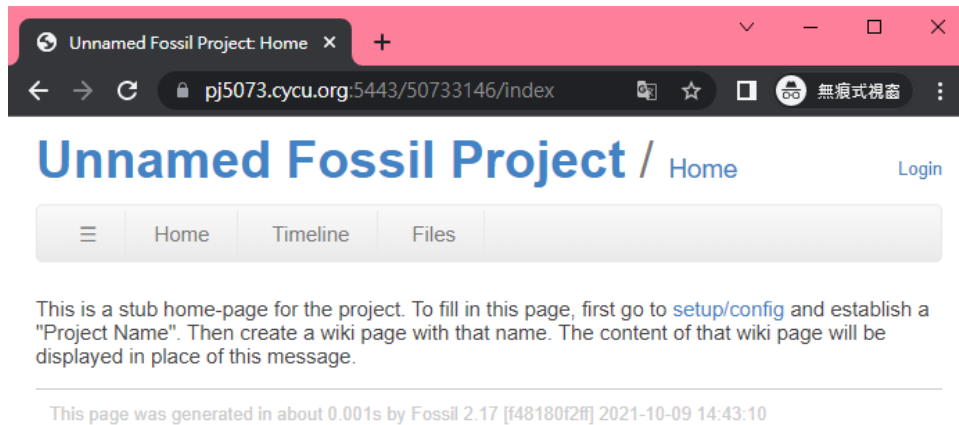 Unnamed Fossil Project: Home
pj5073.cycu.org:5443/50733146/index 無痕式視窗
Unnamed Fossil Project / Home Login
Home Timeline Files
This is a stub home-page for the project. To fill in this page, first go to setup/config and establish a
"Project Name". Then create a wiki page with that name. The content of that wiki page will be
displayed in place of this message.
This page was generated in about 0.001s by Fossil 2.17 [f48180f2ff] 2021-10-09 14:43:10